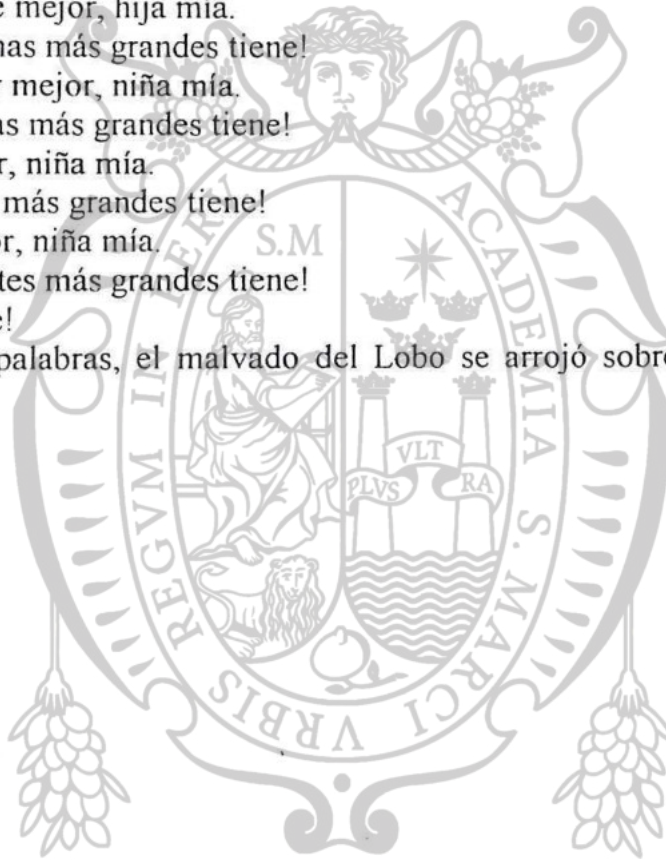 e mejor, hija mía.
nas más grandes tiene!
r mejor, niña mía.
as más grandes tiene!
r, niña mía.
más grandes tiene!
or, niña mía.
tes más grandes tiene!
e!
palabras, el malvado del Lobo se arrojó sobre
S.M
ACADEMIA S. MARCI VRBIS REGVM IN PERV
PLVS VLT RA